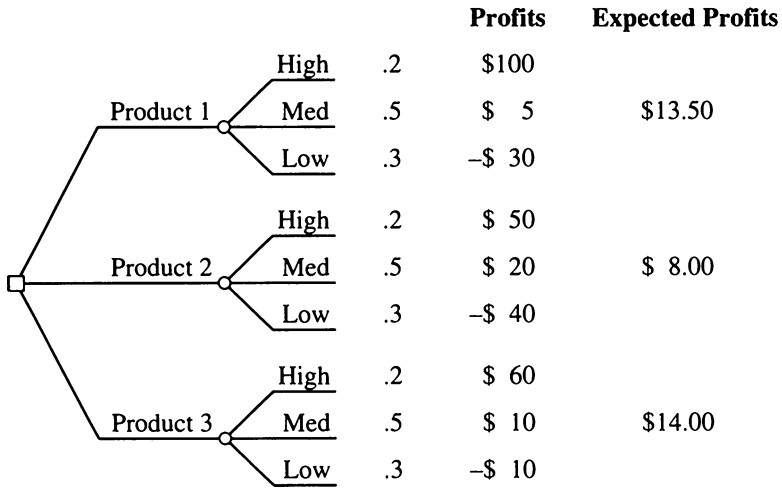 Profits Expected Profits
High .2 $100
Product 1 Med .5 $ 5 $13.50
Low .3 –$ 30
High .2 $ 50
Product 2 Med .5 $ 20 $ 8.00
Low .3 –$ 40
High .2 $ 60
Product 3 Med .5 $ 10 $14.00
Low .3 –$ 10